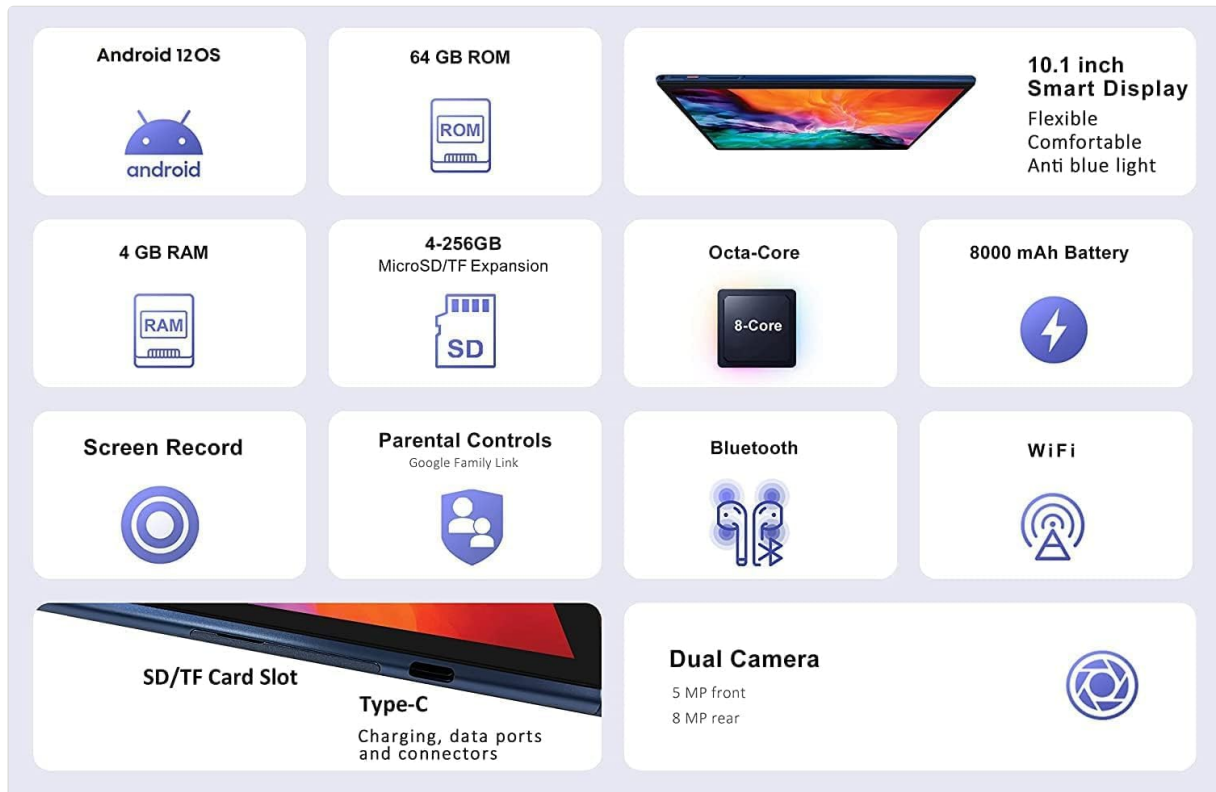 Android 12OS
android
64 GB ROM
ROM
10.1 inch
Smart Display
Flexible
Comfortable
Anti blue light
4 GB RAM
RAM
4-256GB
MicroSD/TF Expansion
SD
Octa-Core
8-Core
8000 mAh Battery
Screen Record
Parental Controls
Google Family Link
Bluetooth
WiFi
SD/TF Card Slot
Type-C
Charging, data ports
and connectors
Dual Camera
5 MP front
8 MP rear